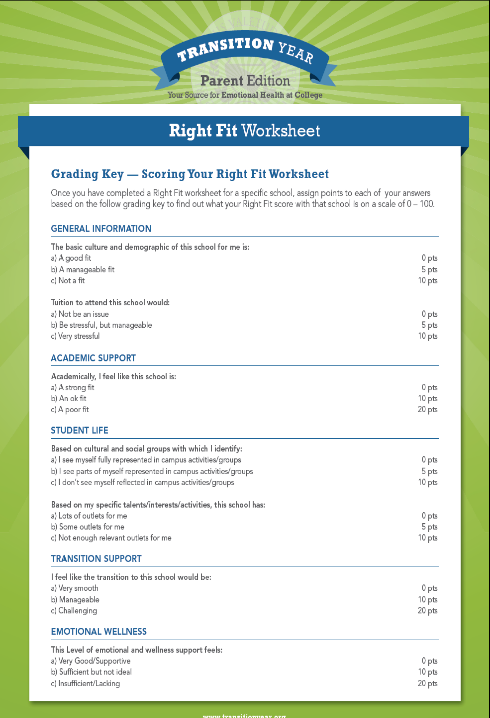 TRANSITION YEAR
Parent Edition
Your Source for Emotional Health at College
Right Fit Worksheet
Grading Key — Scoring Your Right Fit Worksheet
Once you have completed a Right Fit worksheet for a specific school, assign points to each of your answers
based on the follow grading key to find out what your Right Fit score with that school is on a scale of 0 – 100.
GENERAL INFORMATION
The basic culture and demographic of this school for me is:
a) A good fit 0 pts
b) A manageable fit 5 pts
c) Not a fit 10 pts
Tuition to attend this school would:
a) Not be an issue 0 pts
b) Be stressful, but manageable 5 pts
c) Very stressful 10 pts
ACADEMIC SUPPORT
Academically, I feel like this school is:
a) A strong fit 0 pts
b) An ok fit 10 pts
c) A poor fit 20 pts
STUDENT LIFE
Based on cultural and social groups with which I identify:
a) I see myself fully represented in campus activities/groups 0 pts
b) I see parts of myself represented in campus activities/groups 5 pts
c) I don't see myself reflected in campus activities/groups 10 pts
Based on my specific talents/interests/activities, this school has:
a) Lots of outlets for me 0 pts
b) Some outlets for me 5 pts
c) Not enough relevant outlets for me 10 pts
TRANSITION SUPPORT
I feel like the transition to this school would be:
a) Very smooth 0 pts
b) Manageable 10 pts
c) Challenging 20 pts
EMOTIONAL WELLNESS
This Level of emotional and wellness support feels:
a) Very Good/Supportive 0 pts
b) Sufficient but not ideal 10 pts
c) Insufficient/Lacking 20 pts
www.transitionyear.org